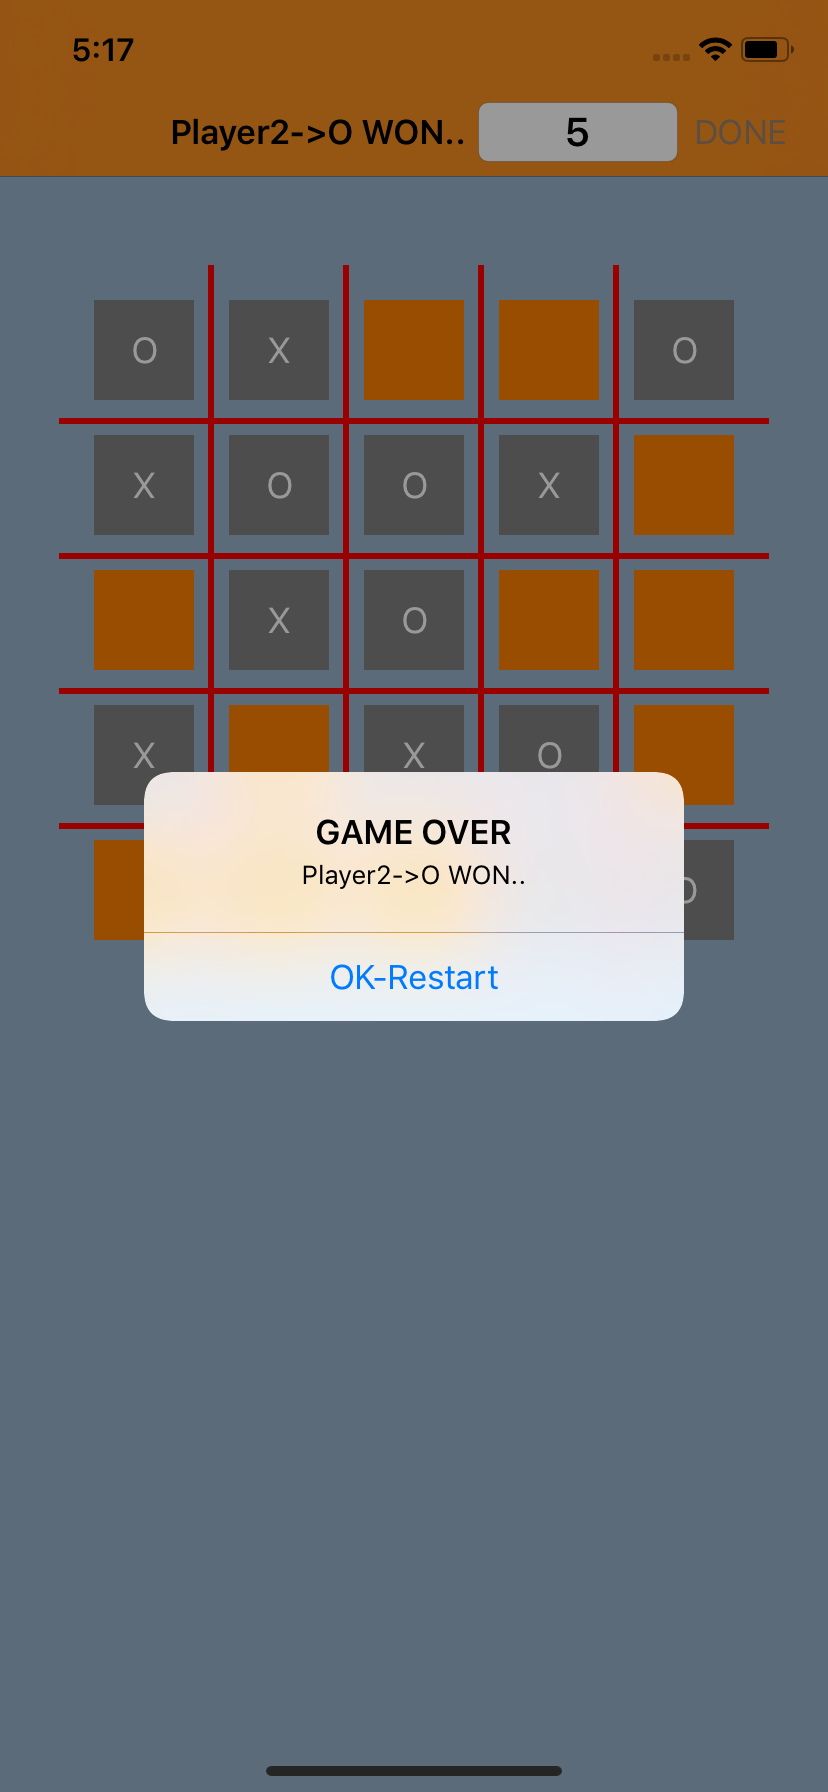 5:17
Player2->O WON.. 5 DONE
O X O
X O O X
X O
X X O
GAME OVER
Player2->O WON..
O
OK-Restart